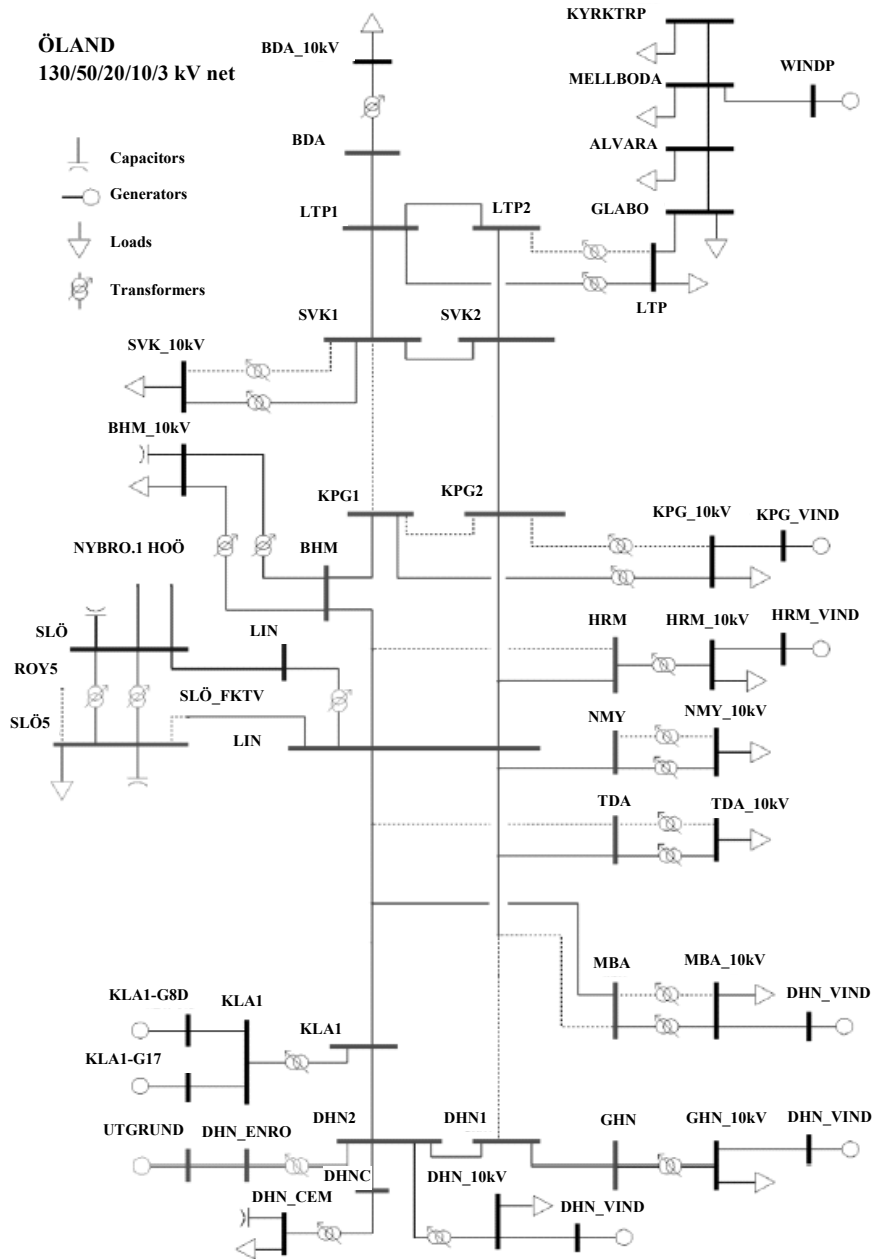 ÖLAND
130/50/20/10/3 kV net
Capacitors
Generators
Loads
Transformers
BDA_10kV
BDA
LTP1
LTP2
KYRKTRP
MELLBODA
WINDP
ALVARA
GLABO
LTP
SVK1
SVK2
SVK_10kV
BHM_10kV
KPG1
KPG2
KPG_10kV
KPG_VIND
NYBRO.1 HOÖ
BHM
SLÖ
LIN
HRM
HRM_10kV
HRM_VIND
ROY5
SLÖ_FKTV
SLÖ5
LIN
NMY
NMY_10kV
TDA
TDA_10kV
MBA
MBA_10kV
DHN_VIND
KLA1-G8D
KLA1
KLA1
KLA1-G17
UTGRUND
DHN_ENRO
DHN2
DHN1
GHN
GHN_10kV
DHN_VIND
DHNC
DHN_10kV
DHN_CEM
DHN_VIND